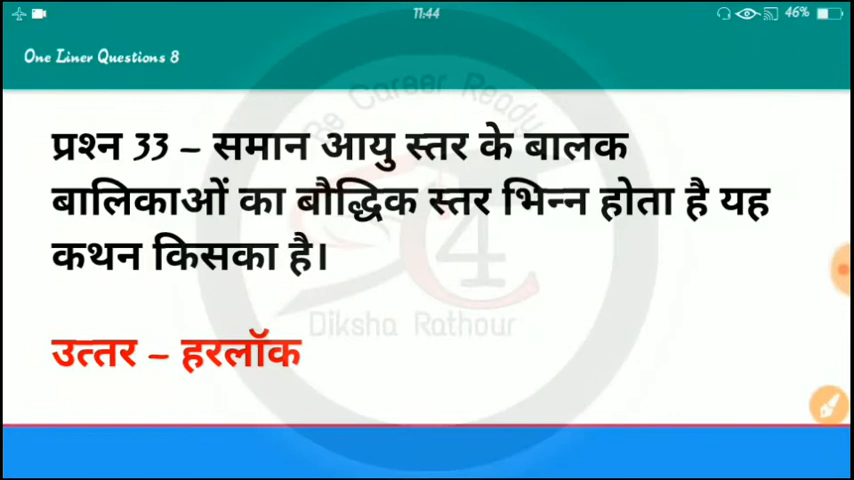 11:44
46%
One Liner Questions 8
Be Career Ready
प्रश्न 33 – समान आयु स्तर के बालक
बालिकाओं का बौद्धिक स्तर भिन्न होता है यह
कथन किसका है।
Diksha Rathour
उत्तर – हरलॉक